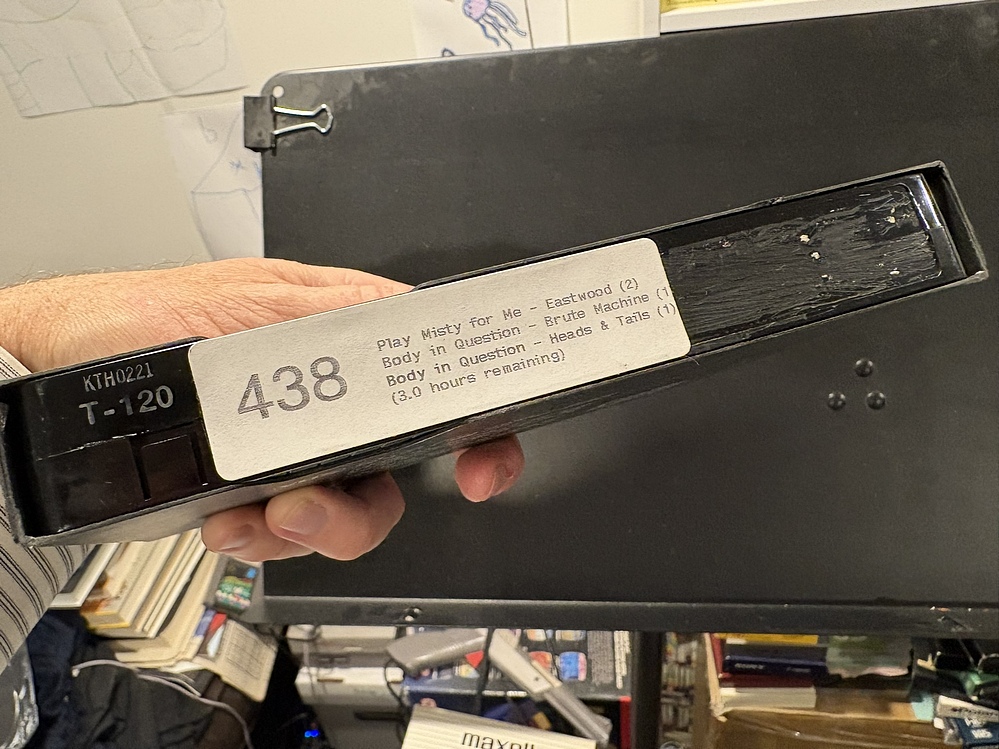 KTH0221
T-120
438
Play Misty for Me - Eastwood (2)
Body in Question - Brute Machine (1
Body in Question - Heads & Tails (1)
(3.0 hours remaining)
maxell